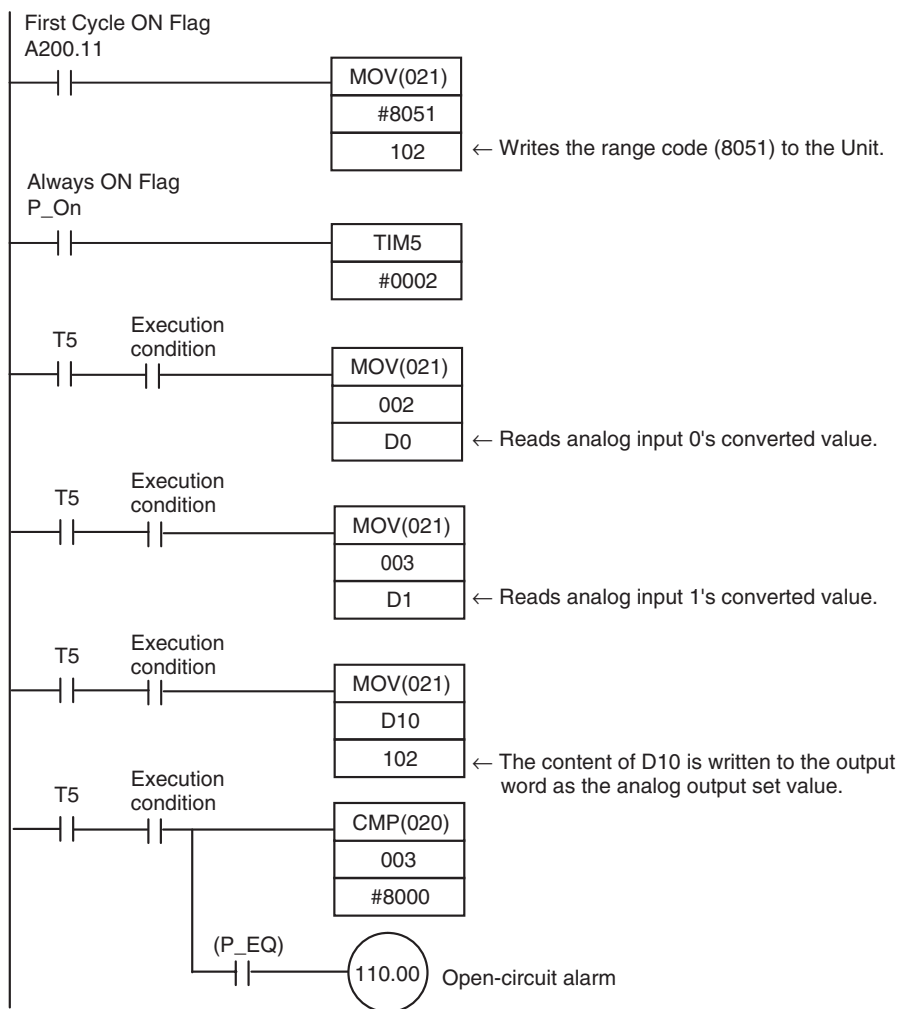 First Cycle ON Flag
A200.11
MOV(021)
#8051
102
← Writes the range code (8051) to the Unit.
Always ON Flag
P_On
TIM5
#0002
T5
Execution
condition
MOV(021)
002
D0
← Reads analog input 0's converted value.
T5
Execution
condition
MOV(021)
003
D1
← Reads analog input 1's converted value.
T5
Execution
condition
MOV(021)
D10
102
← The content of D10 is written to the output
word as the analog output set value.
T5
Execution
condition
CMP(020)
003
#8000
(P_EQ)
110.00
Open-circuit alarm